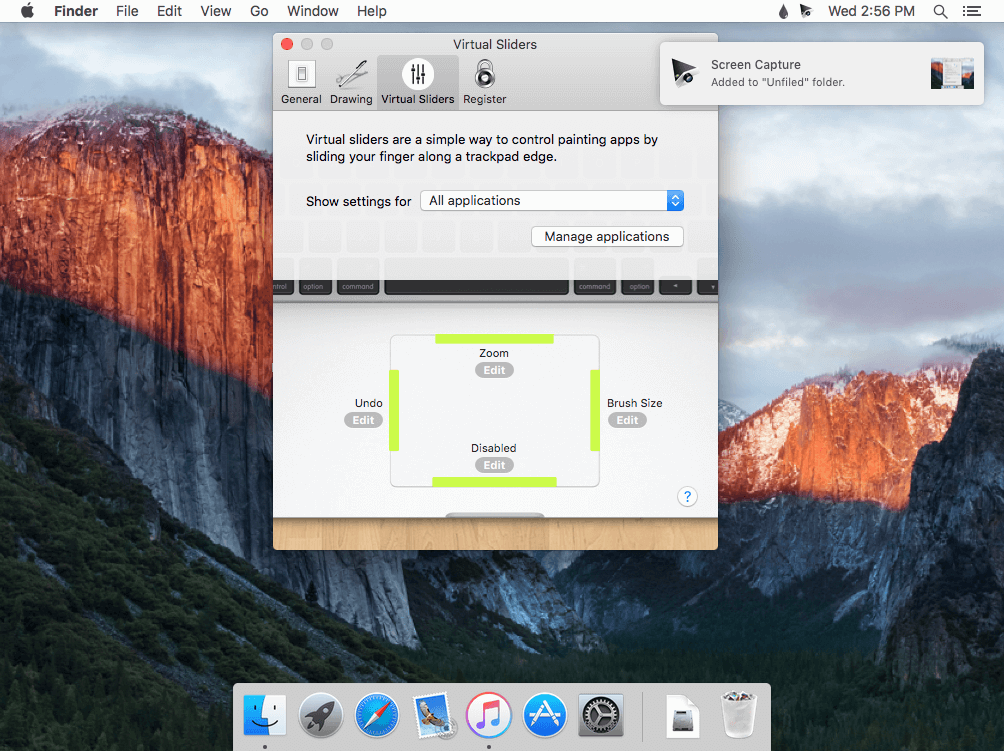 Finder File Edit View Go Window Help Wed 2:56 PM
Virtual Sliders
Screen Capture
Added to "Unfiled" folder.
General Drawing Virtual Sliders Register
Virtual sliders are a simple way to control painting apps by
sliding your finger along a trackpad edge.
Show settings for All applications
Manage applications
ntrol option command command option
Zoom
Edit
Undo
Edit
Brush Size
Edit
Disabled
Edit
?